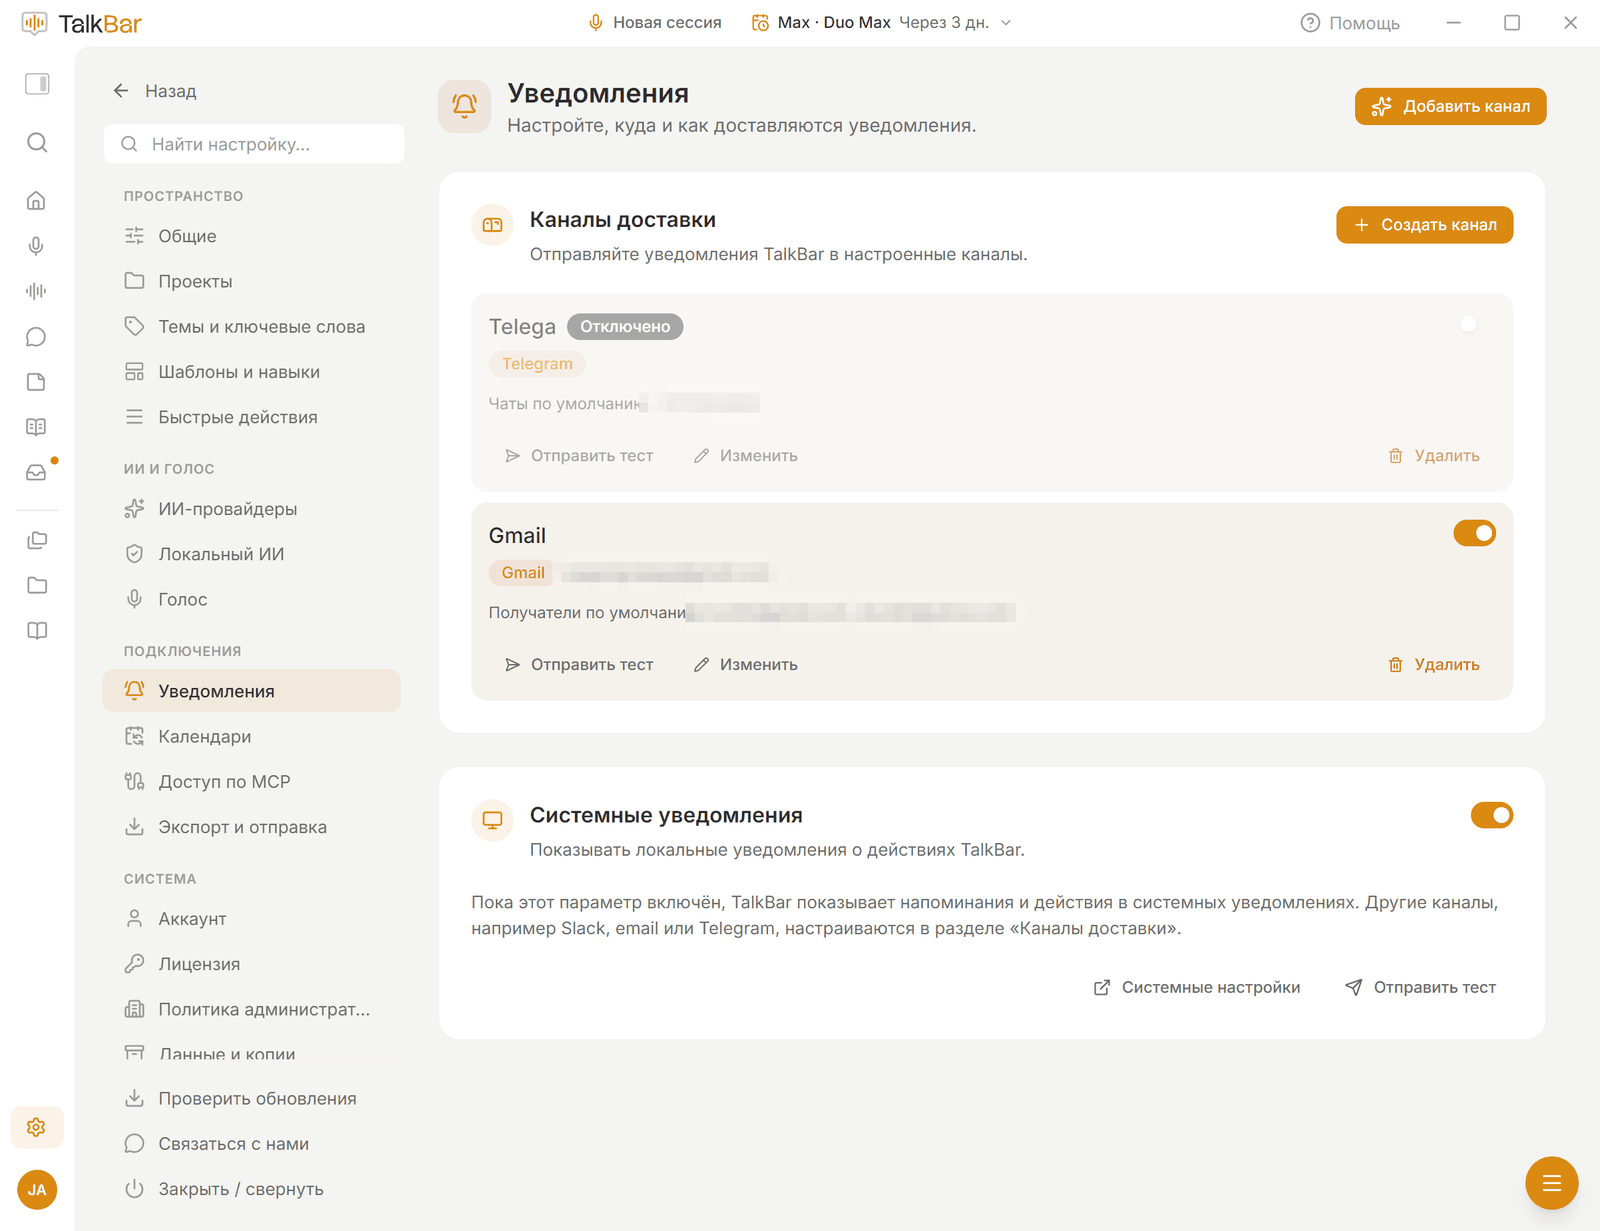 TalkBar
Новая сессия
Max · Duo Max Через 3 дн.
Помощь
Назад
Найти настройку...
ПРОСТРАНСТВО
Общие
Проекты
Темы и ключевые слова
Шаблоны и навыки
Быстрые действия
ИИ И ГОЛОС
ИИ-провайдеры
Локальный ИИ
Голос
ПОДКЛЮЧЕНИЯ
Уведомления
Календари
Доступ по MCP
Экспорт и отправка
СИСТЕМА
Аккаунт
Лицензия
Политика администрат...
Данные и копии
Проверить обновления
Связаться с нами
Закрыть / свернуть
JA
Уведомления
Настройте, куда и как доставляются уведомления.
Добавить канал
Каналы доставки
Отправляйте уведомления TalkBar в настроенные каналы.
Создать канал
Telega Отключено
Telegram
Чаты по умолчанию
Отправить тест Изменить Удалить
Gmail
Gmail
Получатели по умолчани
Отправить тест Изменить Удалить
Системные уведомления
Показывать локальные уведомления о действиях TalkBar.
Пока этот параметр включён, TalkBar показывает напоминания и действия в системных уведомлениях. Другие каналы,
например Slack, email или Telegram, настраиваются в разделе «Каналы доставки».
Системные настройки Отправить тест